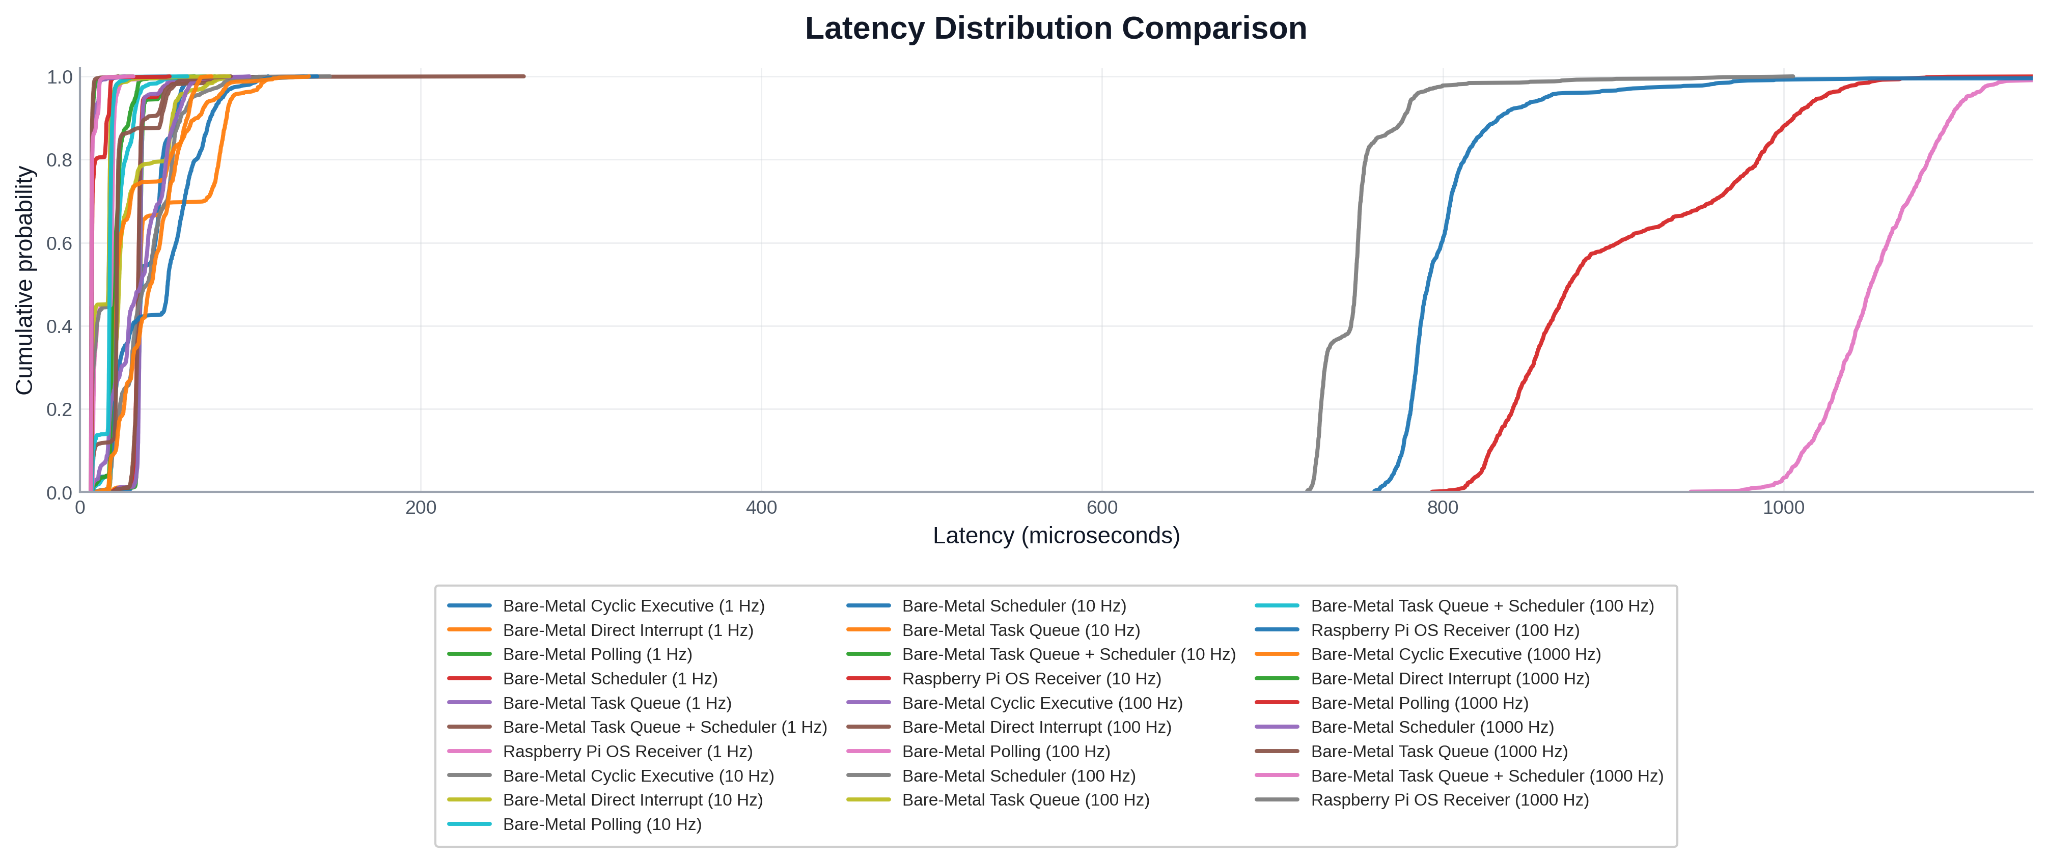 Latency Distribution Comparison
1.0
0.8
0.6
0.4
0.2
0.0
Cumulative probability
0 200 400 600 800 1000
Latency (microseconds)
Bare-Metal Cyclic Executive (1 Hz)
Bare-Metal Direct Interrupt (1 Hz)
Bare-Metal Polling (1 Hz)
Bare-Metal Scheduler (1 Hz)
Bare-Metal Task Queue (1 Hz)
Bare-Metal Task Queue + Scheduler (1 Hz)
Raspberry Pi OS Receiver (1 Hz)
Bare-Metal Cyclic Executive (10 Hz)
Bare-Metal Direct Interrupt (10 Hz)
Bare-Metal Polling (10 Hz)
Bare-Metal Scheduler (10 Hz)
Bare-Metal Task Queue (10 Hz)
Bare-Metal Task Queue + Scheduler (10 Hz)
Raspberry Pi OS Receiver (10 Hz)
Bare-Metal Cyclic Executive (100 Hz)
Bare-Metal Direct Interrupt (100 Hz)
Bare-Metal Polling (100 Hz)
Bare-Metal Scheduler (100 Hz)
Bare-Metal Task Queue (100 Hz)
Bare-Metal Task Queue + Scheduler (100 Hz)
Raspberry Pi OS Receiver (100 Hz)
Bare-Metal Cyclic Executive (1000 Hz)
Bare-Metal Direct Interrupt (1000 Hz)
Bare-Metal Polling (1000 Hz)
Bare-Metal Scheduler (1000 Hz)
Bare-Metal Task Queue (1000 Hz)
Bare-Metal Task Queue + Scheduler (1000 Hz)
Raspberry Pi OS Receiver (1000 Hz)